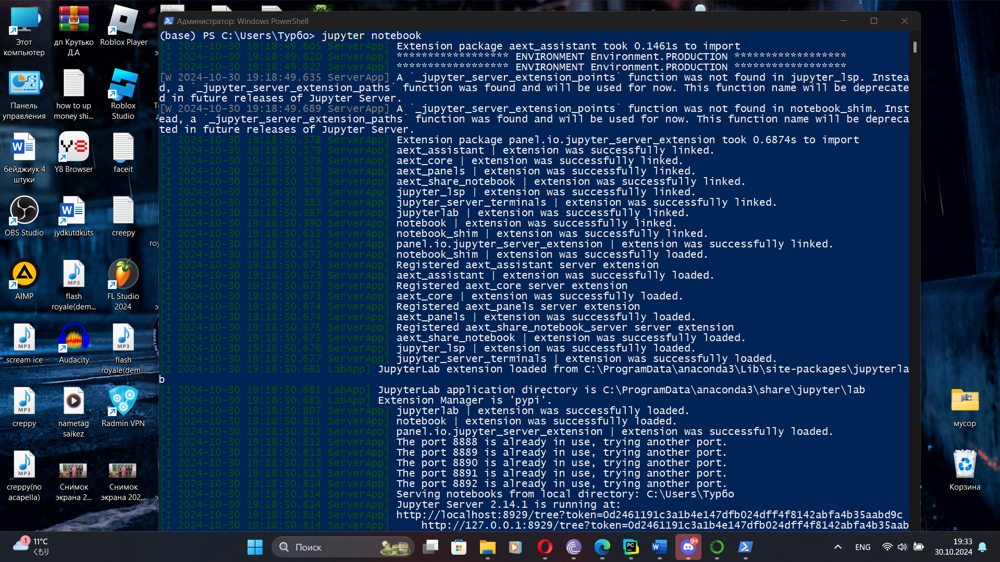 Этот
компьютер
дп Крутько
Д.А
Roblox Player
Панель
управления
how to up
money shi...
Roblox
Studio
бейджиук 4
штуки
Y8 Browser
faceit
OBS Studio
jydkutdkuts
creepy
AIMP
MP3
flash
royale(dem...
FL Studio
2024
MP3
scream ice
Audacity
MP3
flash
royale(dem...
MP3
creppy
nametag
saikez
Radmin VPN
MP3
creppy(no
acapella)
Снимок
экрана 2...
Снимок
экрана 202...
Администратор: Windows PowerShell
(base) PS C:\Users\Турбо> jupyter notebook
[I 2024-10-30 19:18:49.605 ServerApp] Extension package aext_assistant took 0.1461s to import
[I 2024-10-30 19:18:49.620 ServerApp] ****************** ENVIRONMENT Environment.PRODUCTION ******************
[I 2024-10-30 19:18:49.622 ServerApp] ****************** ENVIRONMENT Environment.PRODUCTION ******************
[W 2024-10-30 19:18:49.635 ServerApp] A `_jupyter_server_extension_points` function was not found in jupyter_lsp. Instea
d, a `_jupyter_server_extension_paths` function was found and will be used for now. This function name will be deprecate
d in future releases of Jupyter Server.
[W 2024-10-30 19:18:49.689 ServerApp] A `_jupyter_server_extension_points` function was not found in notebook_shim. Inst
ead, a `_jupyter_server_extension_paths` function was found and will be used for now. This function name will be depreca
ted in future releases of Jupyter Server.
[I 2024-10-30 19:18:50.378 ServerApp] Extension package panel.io.jupyter_server_extension took 0.6874s to import
[I 2024-10-30 19:18:50.379 ServerApp] aext_assistant | extension was successfully linked.
[I 2024-10-30 19:18:50.379 ServerApp] aext_core | extension was successfully linked.
[I 2024-10-30 19:18:50.379 ServerApp] aext_panels | extension was successfully linked.
[I 2024-10-30 19:18:50.379 ServerApp] aext_share_notebook | extension was successfully linked.
[I 2024-10-30 19:18:50.379 ServerApp] jupyter_lsp | extension was successfully linked.
[I 2024-10-30 19:18:50.383 ServerApp] jupyter_server_terminals | extension was successfully linked.
[I 2024-10-30 19:18:50.387 ServerApp] jupyterlab | extension was successfully linked.
[I 2024-10-30 19:18:50.390 ServerApp] notebook | extension was successfully linked.
[I 2024-10-30 19:18:50.612 ServerApp] notebook_shim | extension was successfully linked.
[I 2024-10-30 19:18:50.612 ServerApp] panel.io.jupyter_server_extension | extension was successfully linked.
[I 2024-10-30 19:18:50.672 ServerApp] notebook_shim | extension was successfully loaded.
[I 2024-10-30 19:18:50.673 ServerApp] Registered aext_assistant server extension
[I 2024-10-30 19:18:50.673 ServerApp] aext_assistant | extension was successfully loaded.
[I 2024-10-30 19:18:50.673 ServerApp] Registered aext_core server extension
[I 2024-10-30 19:18:50.673 ServerApp] aext_core | extension was successfully loaded.
[I 2024-10-30 19:18:50.674 ServerApp] Registered aext_panels server extension
[I 2024-10-30 19:18:50.674 ServerApp] aext_panels | extension was successfully loaded.
[I 2024-10-30 19:18:50.675 ServerApp] Registered aext_share_notebook_server server extension
[I 2024-10-30 19:18:50.675 ServerApp] aext_share_notebook | extension was successfully loaded.
[I 2024-10-30 19:18:50.676 ServerApp] jupyter_lsp | extension was successfully loaded.
[I 2024-10-30 19:18:50.677 ServerApp] jupyter_server_terminals | extension was successfully loaded.
[I 2024-10-30 19:18:50.681 LabApp] JupyterLab extension loaded from C:\ProgramData\anaconda3\Lib\site-packages\jupyterla
b
[I 2024-10-30 19:18:50.681 LabApp] JupyterLab application directory is C:\ProgramData\anaconda3\share\jupyter\lab
[I 2024-10-30 19:18:50.681 LabApp] Extension Manager is 'pypi'.
[I 2024-10-30 19:18:50.807 ServerApp] jupyterlab | extension was successfully loaded.
[I 2024-10-30 19:18:50.811 ServerApp] notebook | extension was successfully loaded.
[I 2024-10-30 19:18:50.812 ServerApp] panel.io.jupyter_server_extension | extension was successfully loaded.
[I 2024-10-30 19:18:50.812 ServerApp] The port 8888 is already in use, trying another port.
[I 2024-10-30 19:18:50.813 ServerApp] The port 8889 is already in use, trying another port.
[I 2024-10-30 19:18:50.813 ServerApp] The port 8890 is already in use, trying another port.
[I 2024-10-30 19:18:50.813 ServerApp] The port 8891 is already in use, trying another port.
[I 2024-10-30 19:18:50.814 ServerApp] The port 8892 is already in use, trying another port.
[I 2024-10-30 19:18:50.814 ServerApp] Serving notebooks from local directory: C:\Users\Турбо
[I 2024-10-30 19:18:50.814 ServerApp] Jupyter Server 2.14.1 is running at:
[I 2024-10-30 19:18:50.814 ServerApp] http://localhost:8929/tree?token=0d2461191c3a1b4e147dfb024dff4f8142abfa4b35aabd9c
[I 2024-10-30 19:18:50.814 ServerApp]     http://127.0.0.1:8929/tree?token=0d2461191c3a1b4e147dfb024dff4f8142abfa4b35aab
мусор
Корзина
1
11°C
くもり
Поиск
PC
9+
ENG
19:33
30.10.2024